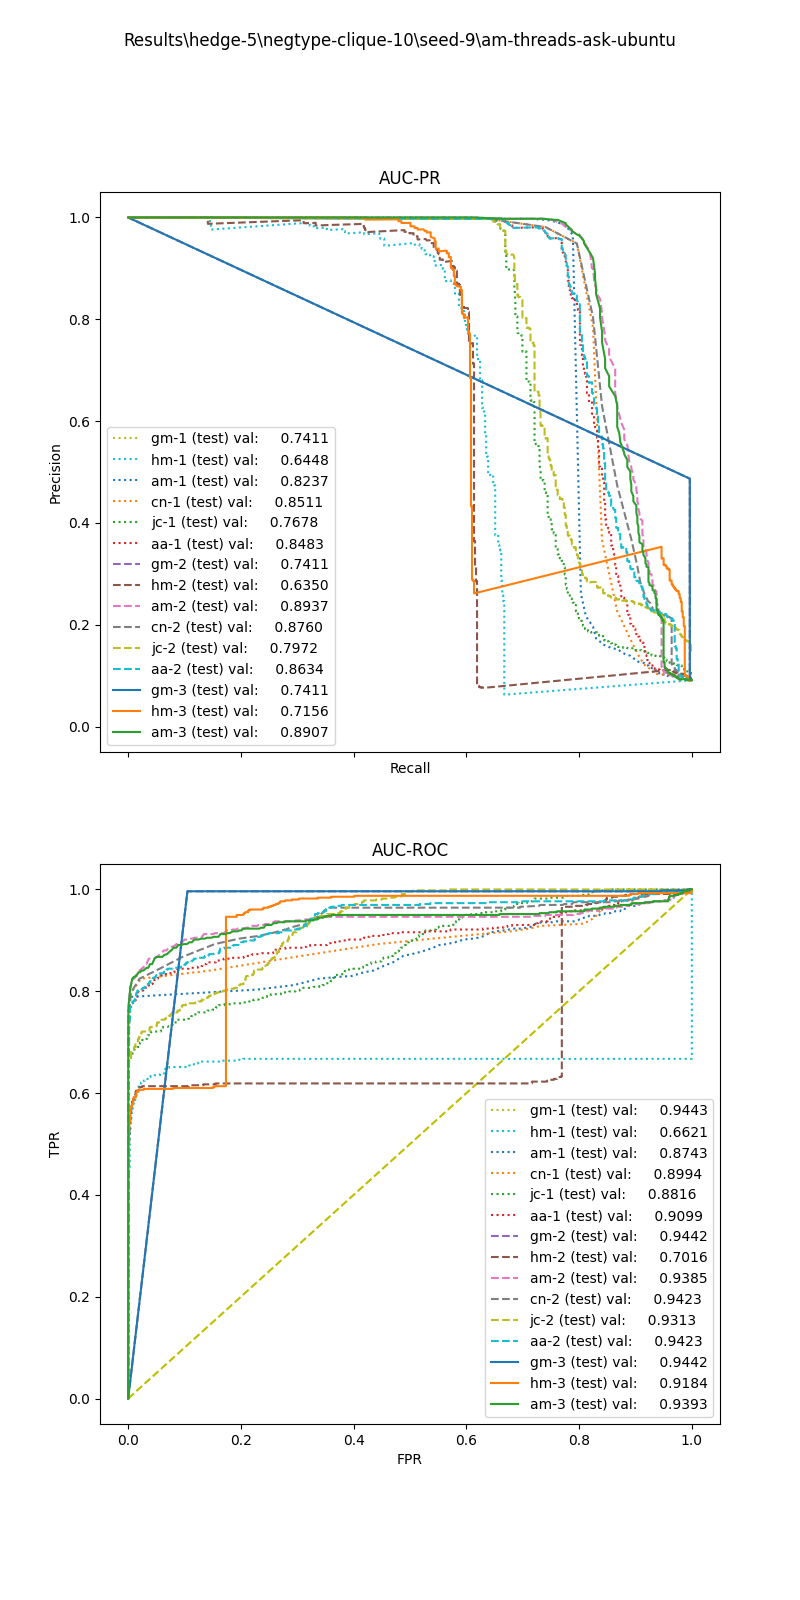 Results\hedge-5\negtype-clique-10\seed-9\am-threads-ask-ubuntu
AUC-PR
1.0
0.8
0.6
0.4
0.2
0.0
Precision
gm-1 (test) val: 0.7411
hm-1 (test) val: 0.6448
am-1 (test) val: 0.8237
cn-1 (test) val: 0.8511
jc-1 (test) val: 0.7678
aa-1 (test) val: 0.8483
gm-2 (test) val: 0.7411
hm-2 (test) val: 0.6350
am-2 (test) val: 0.8937
cn-2 (test) val: 0.8760
jc-2 (test) val: 0.7972
aa-2 (test) val: 0.8634
gm-3 (test) val: 0.7411
hm-3 (test) val: 0.7156
am-3 (test) val: 0.8907
Recall
AUC-ROC
1.0
0.8
0.6
0.4
0.2
0.0
TPR
gm-1 (test) val: 0.9443
hm-1 (test) val: 0.6621
am-1 (test) val: 0.8743
cn-1 (test) val: 0.8994
jc-1 (test) val: 0.8816
aa-1 (test) val: 0.9099
gm-2 (test) val: 0.9442
hm-2 (test) val: 0.7016
am-2 (test) val: 0.9385
cn-2 (test) val: 0.9423
jc-2 (test) val: 0.9313
aa-2 (test) val: 0.9423
gm-3 (test) val: 0.9442
hm-3 (test) val: 0.9184
am-3 (test) val: 0.9393
0.0 0.2 0.4 0.6 0.8 1.0
FPR